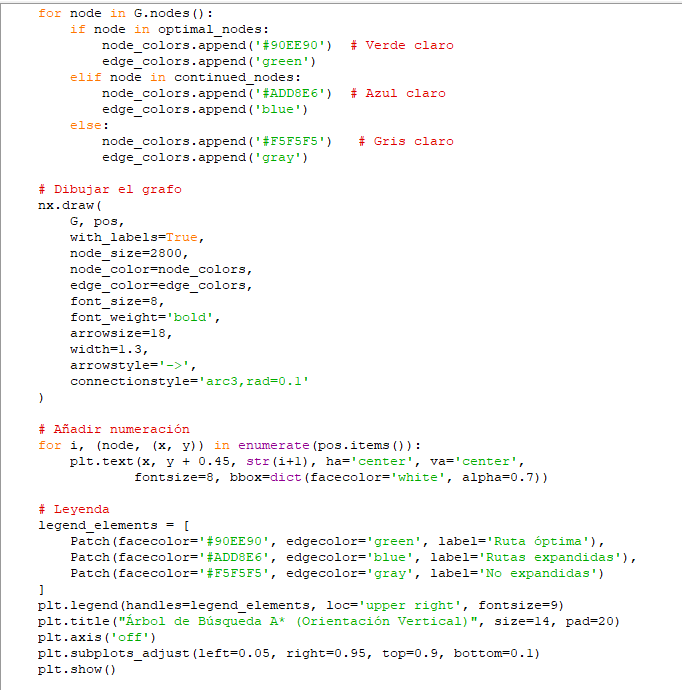 for node in G.nodes():
    if node in optimal_nodes:
        node_colors.append('#90EE90')  # Verde claro
        edge_colors.append('green')
    elif node in continued_nodes:
        node_colors.append('#ADD8E6')  # Azul claro
        edge_colors.append('blue')
    else:
        node_colors.append('#F5F5F5')   # Gris claro
        edge_colors.append('gray')

# Dibujar el grafo
nx.draw(
    G, pos,
    with_labels=True,
    node_size=2800,
    node_color=node_colors,
    edge_color=edge_colors,
    font_size=8,
    font_weight='bold',
    arrowsize=18,
    width=1.3,
    arrowstyle='->',
    connectionstyle='arc3,rad=0.1'
)

# Añadir numeración
for i, (node, (x, y)) in enumerate(pos.items()):
    plt.text(x, y + 0.45, str(i+1), ha='center', va='center',
            fontsize=8, bbox=dict(facecolor='white', alpha=0.7))

# Leyenda
legend_elements = [
    Patch(facecolor='#90EE90', edgecolor='green', label='Ruta óptima'),
    Patch(facecolor='#ADD8E6', edgecolor='blue', label='Rutas expandidas'),
    Patch(facecolor='#F5F5F5', edgecolor='gray', label='No expandidas')
]
plt.legend(handles=legend_elements, loc='upper right', fontsize=9)
plt.title("Árbol de Búsqueda A* (Orientación Vertical)", size=14, pad=20)
plt.axis('off')
plt.subplots_adjust(left=0.05, right=0.95, top=0.9, bottom=0.1)
plt.show()